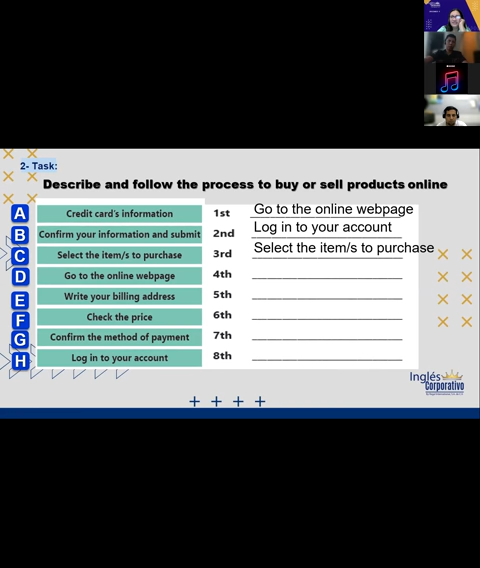 2- Task:
Describe and follow the process to buy or sell products online
A Credit card's information 1st Go to the online webpage
B Confirm your information and submit 2nd Log in to your account
C Select the item/s to purchase 3rd Select the item/s to purchase
D Go to the online webpage 4th
E Write your billing address 5th
F Check the price 6th
G Confirm the method of payment 7th
H Log in to your account 8th
Inglés
Corporativo